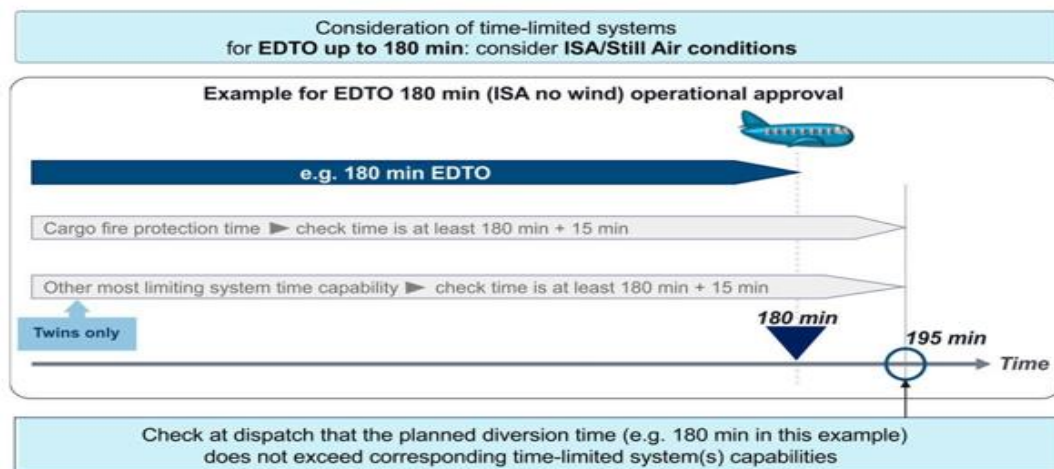 Consideration of time-limited systems
for EDTO up to 180 min: consider ISA/Still Air conditions
Example for EDTO 180 min (ISA no wind) operational approval
e.g. 180 min EDTO
Cargo fire protection time ► check time is at least 180 min + 15 min
Other most limiting system time capability ► check time is at least 180 min + 15 min
Twins only
180 min
195 min
Time
Check at dispatch that the planned diversion time (e.g. 180 min in this example)
does not exceed corresponding time-limited system(s) capabilities